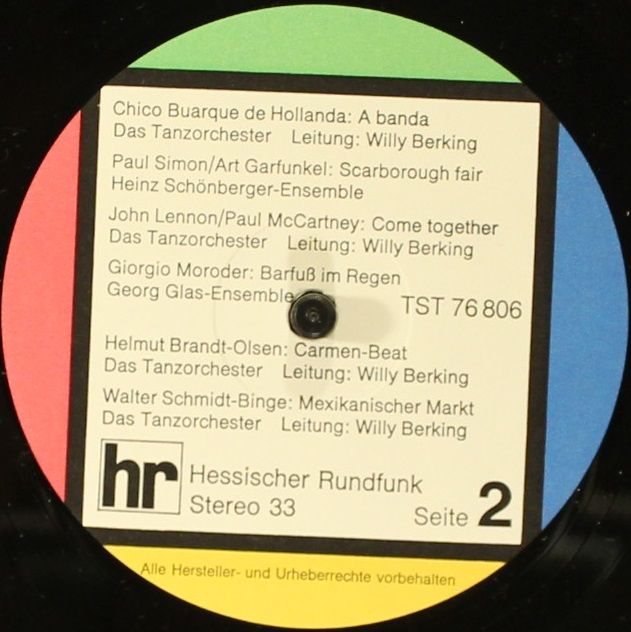 Chico Buarque de Hollanda: A banda
Das Tanzorchester Leitung: Willy Berking
Paul Simon/Art Garfunkel: Scarborough fair
Heinz Schönberger-Ensemble
John Lennon/Paul McCartney: Come together
Das Tanzorchester Leitung: Willy Berking
Giorgio Moroder: Barfuß im Regen
Georg Glas-Ensemble
TST 76 806
Helmut Brandt-Olsen: Carmen-Beat
Das Tanzorchester Leitung: Willy Berking
Walter Schmidt-Binge: Mexikanischer Markt
Das Tanzorchester Leitung: Willy Berking
hr Hessischer Rundfunk
Stereo 33
Seite 2
Alle Hersteller- und Urheberrechte vorbehalten